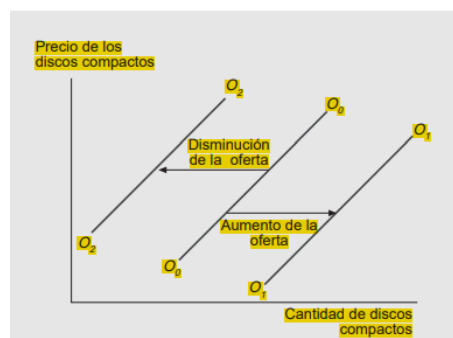 Precio de los
discos compactos
O₂
O₀
O₁
Disminución
de la oferta
Aumento de la
oferta
O₂
O₀
O₁
Cantidad de discos
compactos